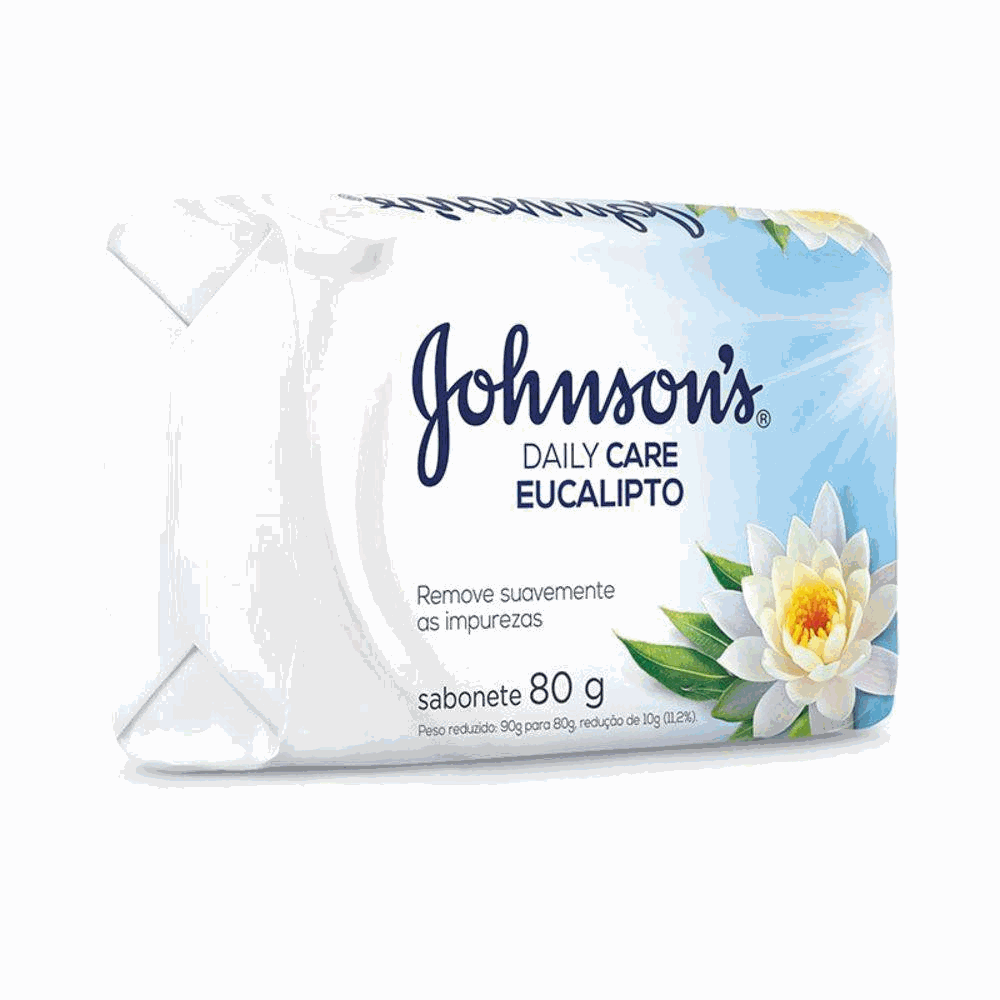 Johnson's®
Johnson's®
DAILY CARE
EUCALIPTO
Remove suavemente
as impurezas
sabonete 80 g
Peso reduzido: 90g para 80g, redução de 10g (11,2%).